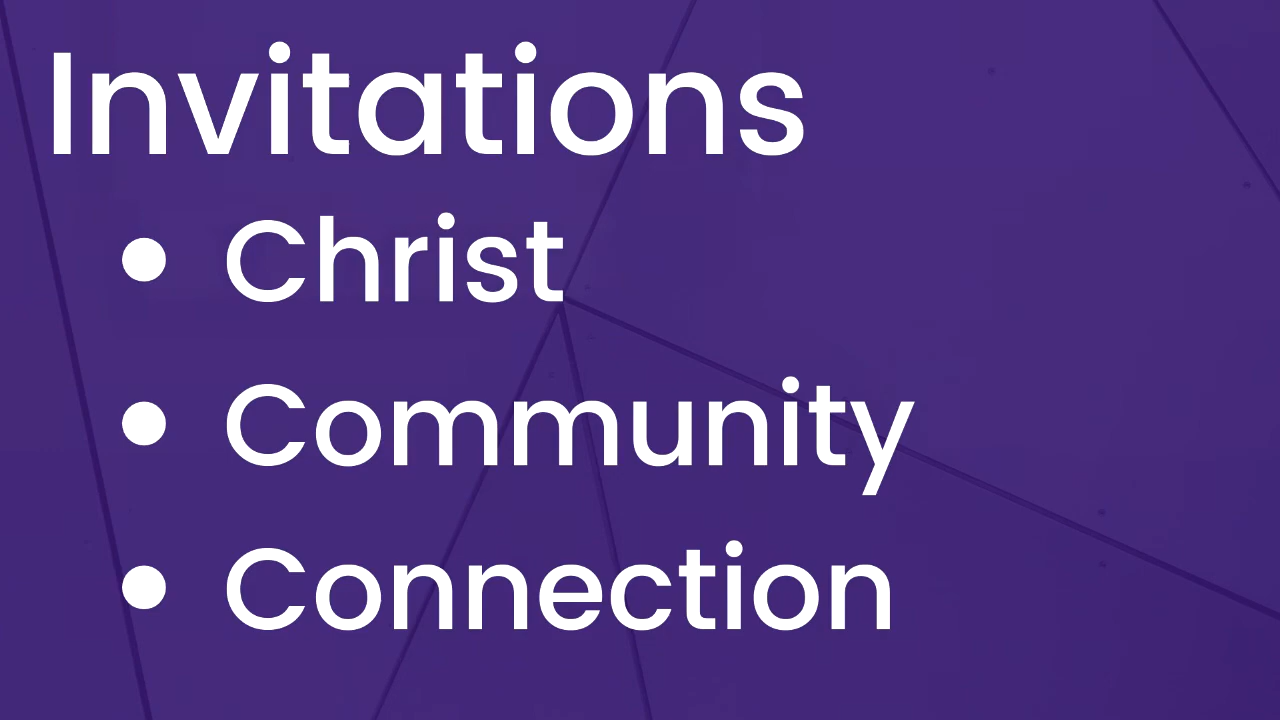 Invitations
• Christ
• Community
• Connection